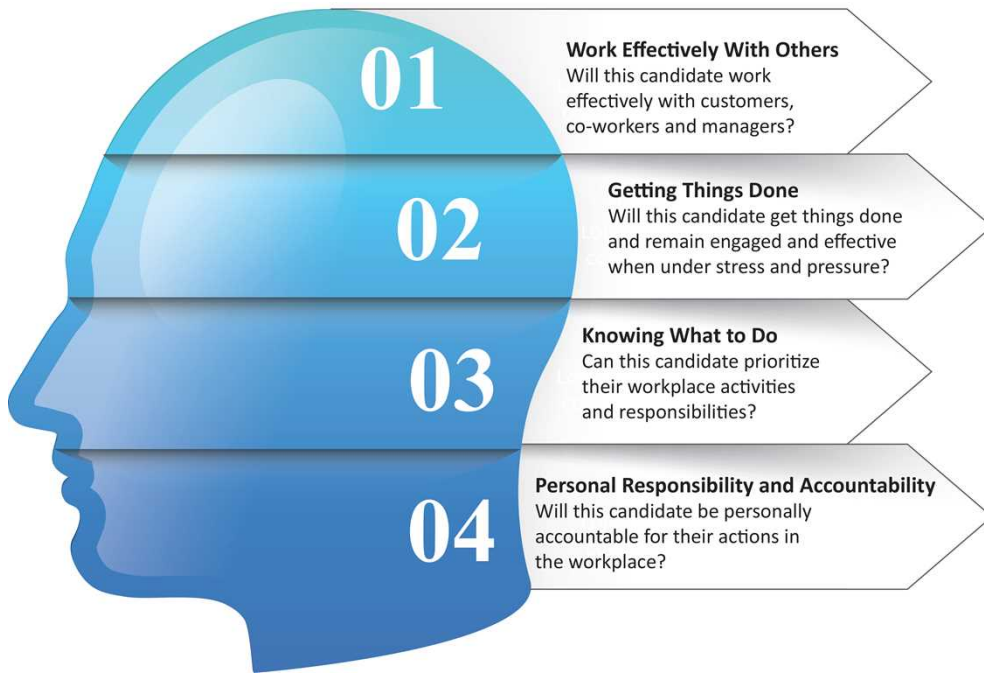 01
Work Effectively With Others
Will this candidate work
effectively with customers,
co-workers and managers?
02
Getting Things Done
Will this candidate get things done
and remain engaged and effective
when under stress and pressure?
03
Knowing What to Do
Can this candidate prioritize
their workplace activities
and responsibilities?
04
Personal Responsibility and Accountability
Will this candidate be personally
accountable for their actions in
the workplace?